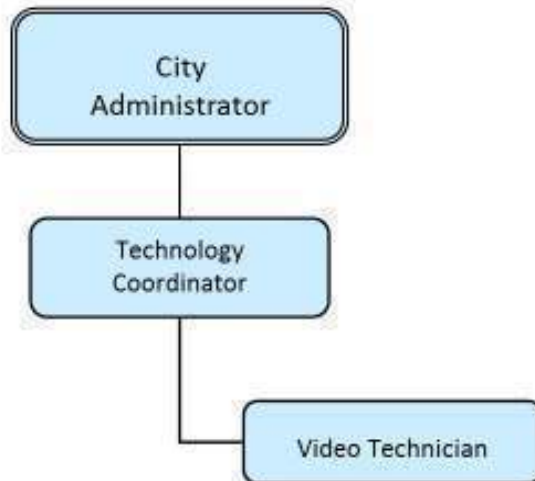 City
Administrator
Technology
Coordinator
Video Technician